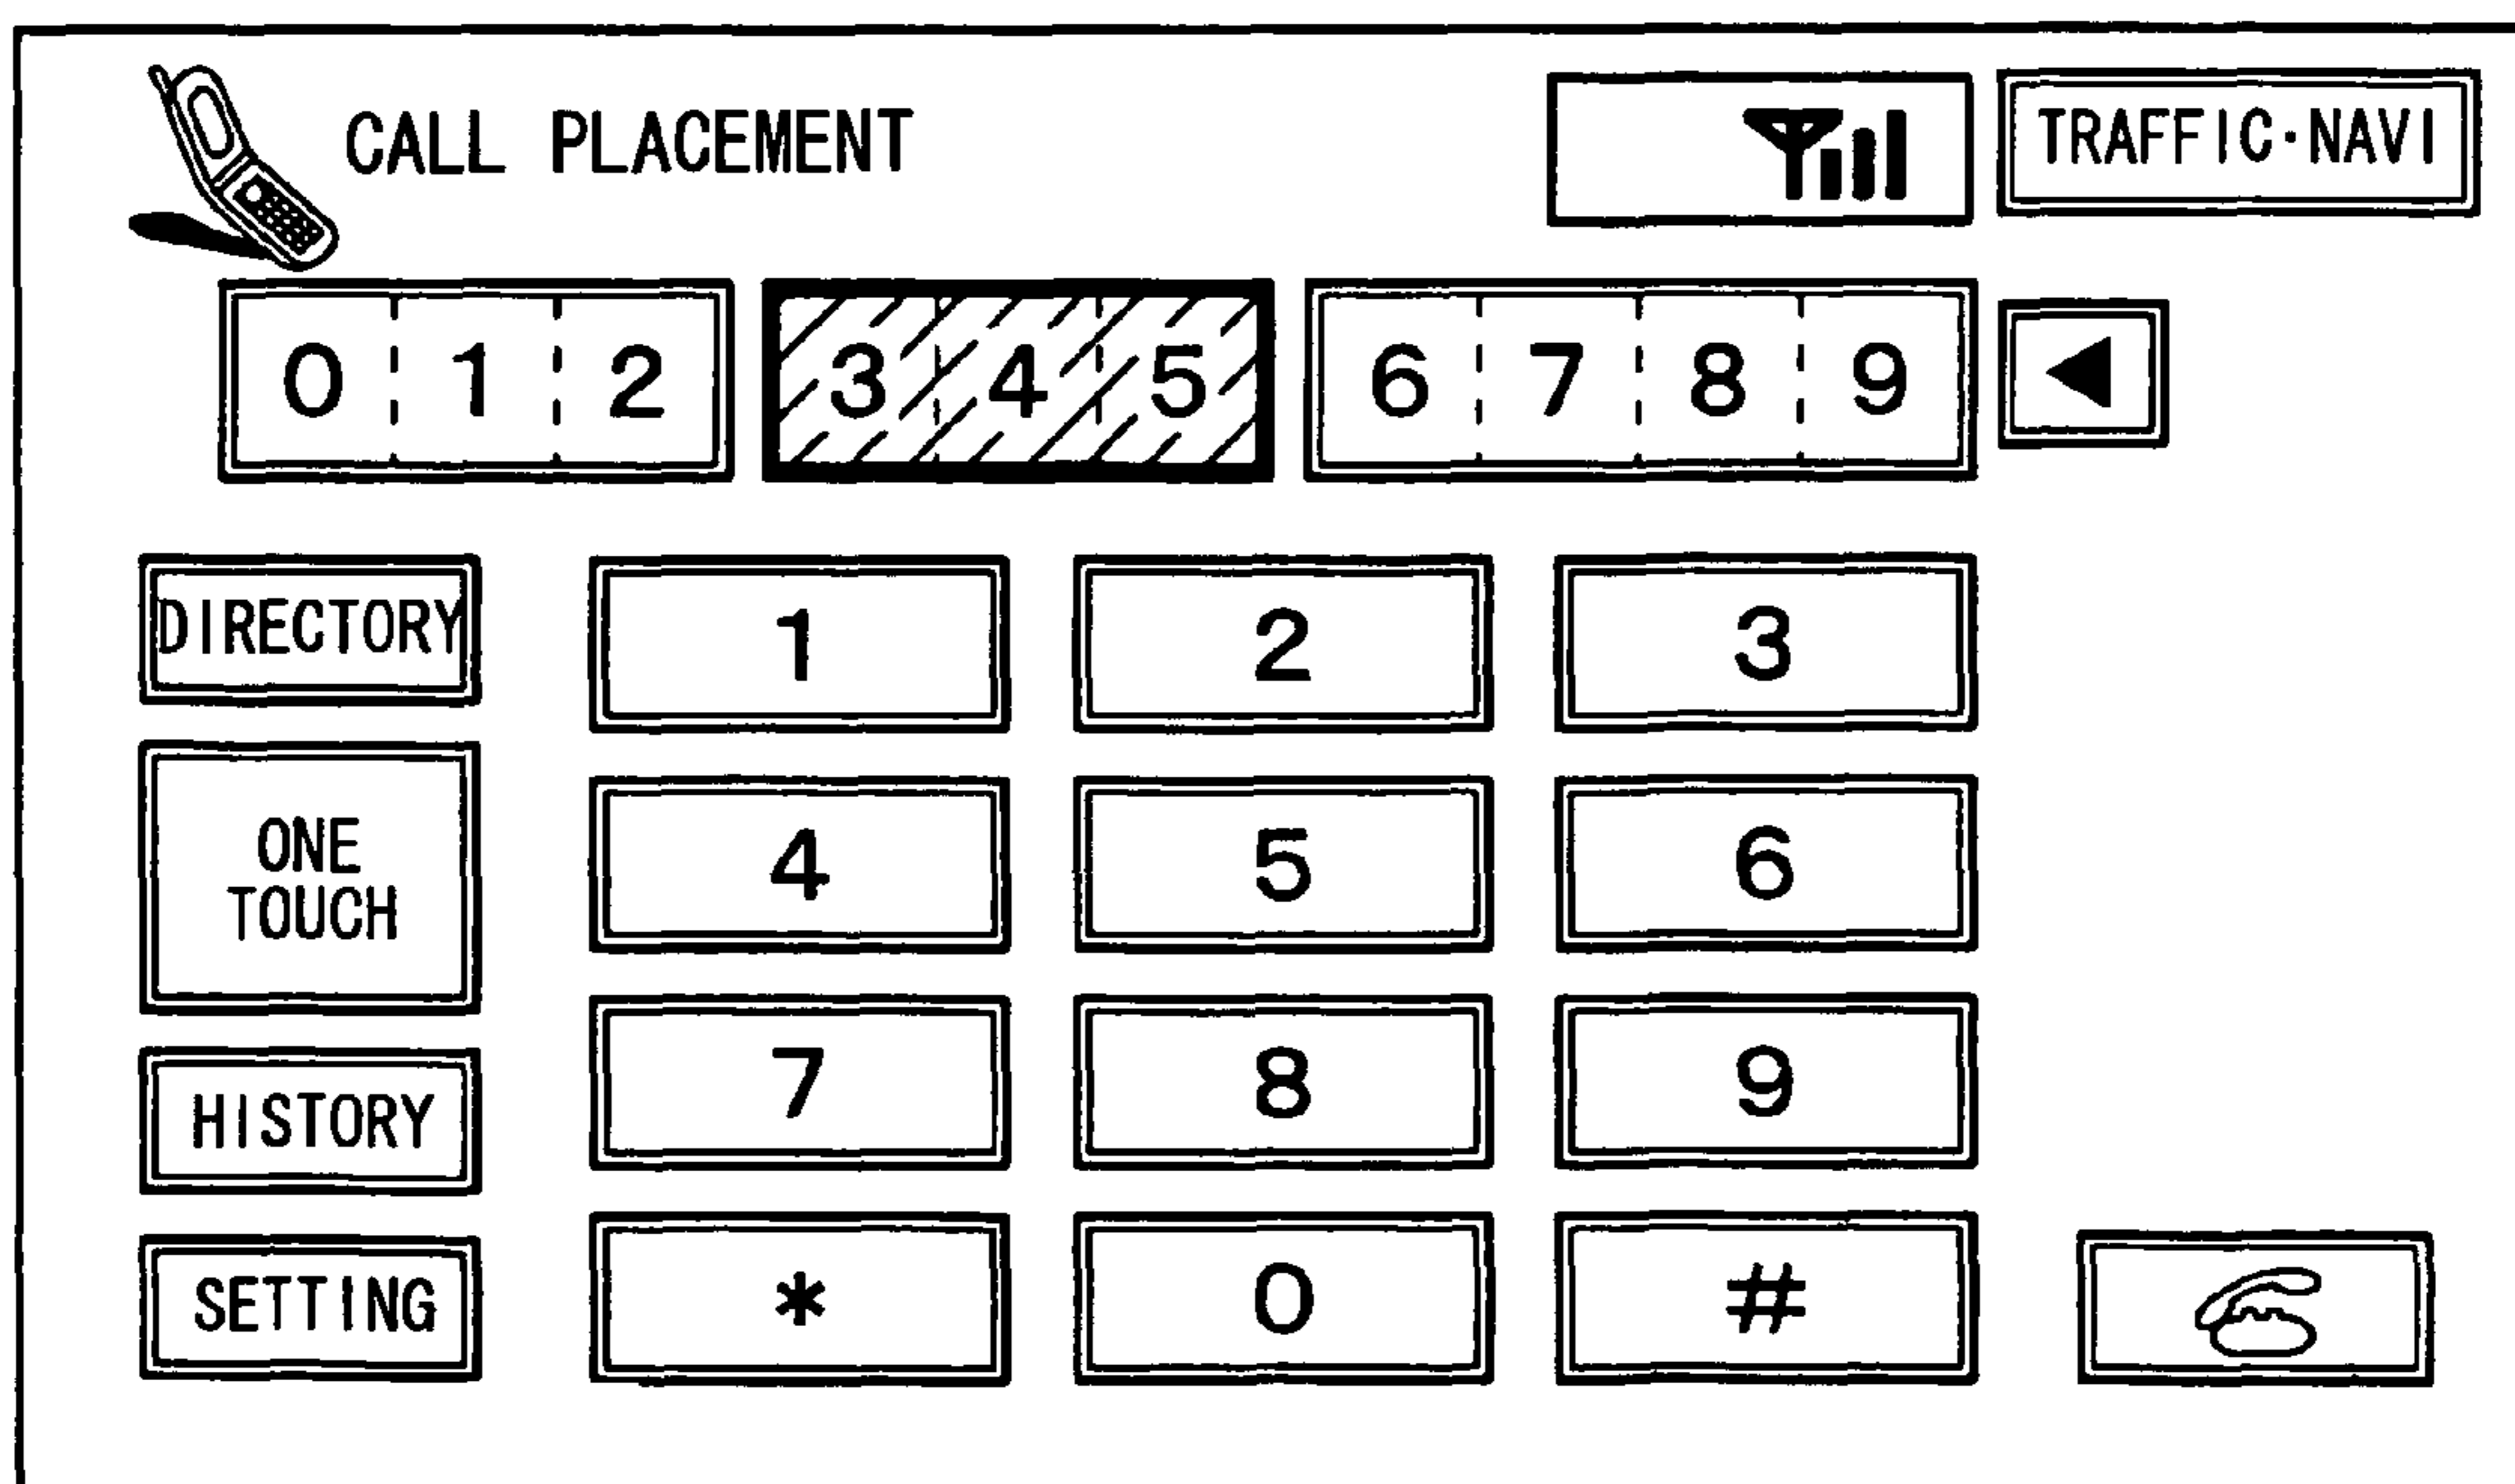 CALL PLACEMENT
TRAFFIC·NAVI
0 1 2 3 4 5 6 7 8 9
DIRECTORY
1 2 3
ONE
TOUCH
4 5 6
HISTORY
7 8 9
SETTING
* 0 #